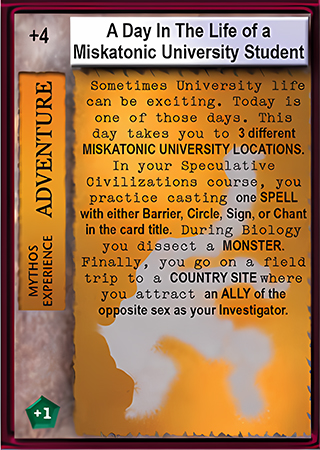 +4
A Day In The Life of a
Miskatonic University Student
MYTHOS
EXPERIENCE
ADVENTURE
Sometimes University life
can be exciting. Today is
one of those days. This
day takes you to 3 different
MISKATONIC UNIVERSITY LOCATIONS.
In your Speculative
Civilizations course, you
practice casting one SPELL
with either Barrier, Circle, Sign, or Chant
in the card title. During Biology
you dissect a MONSTER.
Finally, you go on a field
trip to a COUNTRY SITE where
you attract an ALLY of the
opposite sex as your Investigator.
+1